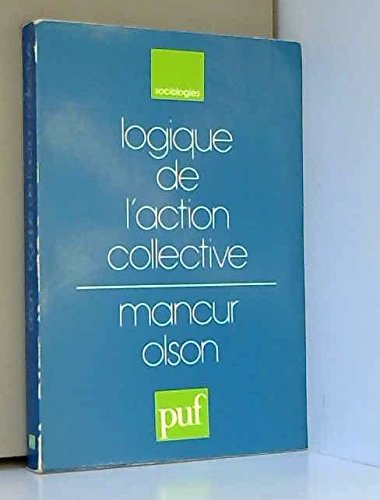 sociologies
logique
de
l'action
collective
mancur
olson
puf